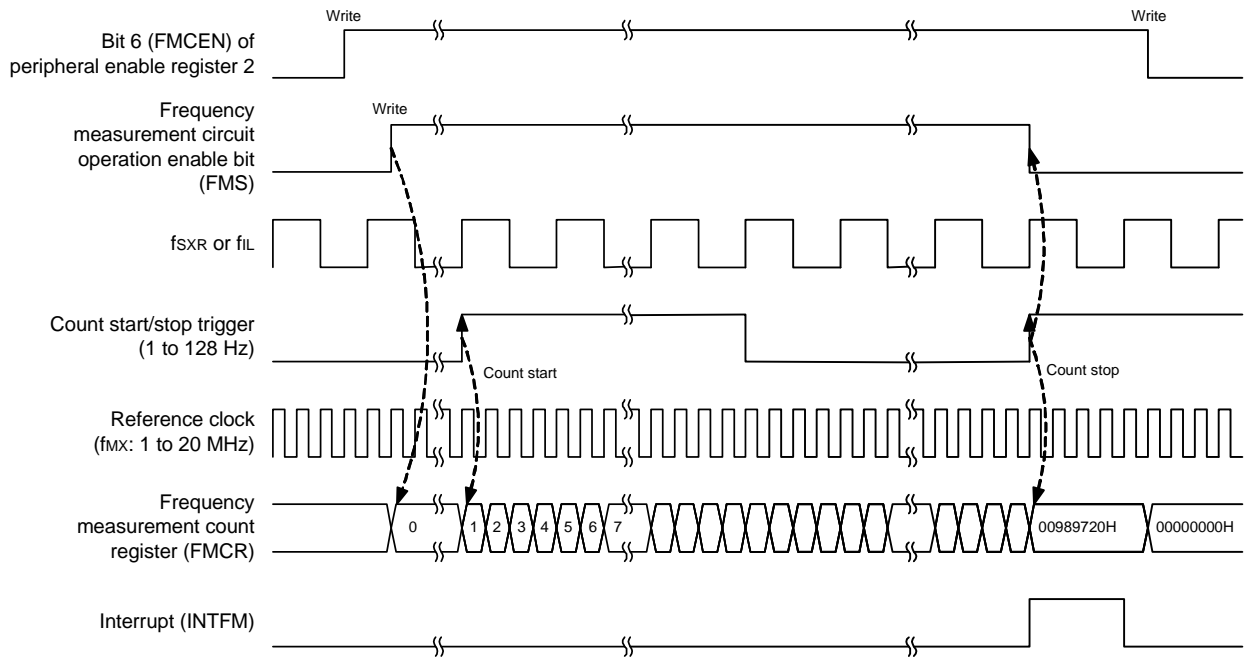 Write
Write
Bit 6 (FMCEN) of
peripheral enable register 2
Frequency
measurement circuit
operation enable bit
(FMS)
Write
fSXR or fIL
Count start/stop trigger
(1 to 128 Hz)
Count start
Count stop
Reference clock
(fMX: 1 to 20 MHz)
Frequency
measurement count
register (FMCR)
0 1 2 3 4 5 6 7 00989720H 00000000H
Interrupt (INTFM)